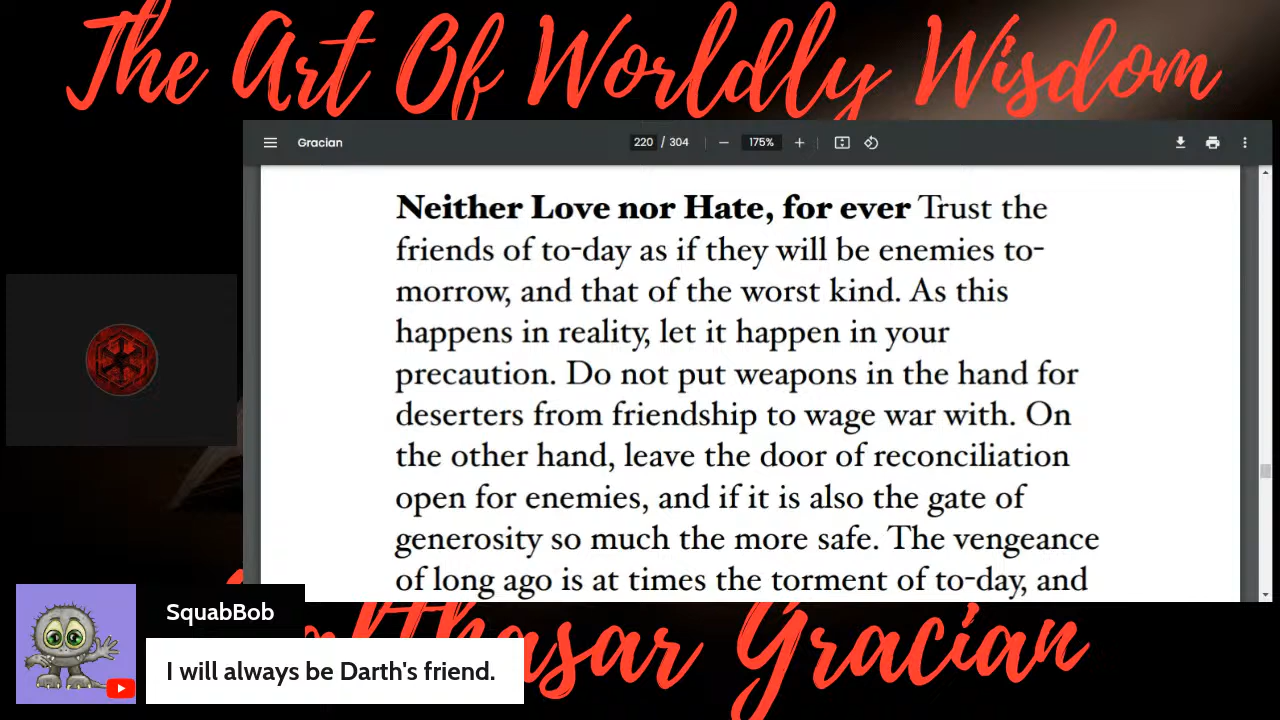 The Art Of Worldly Wisdom
Gracian
220 / 304
175%
Neither Love nor Hate, for ever Trust the
friends of to-day as if they will be enemies to-
morrow, and that of the worst kind. As this
happens in reality, let it happen in your
precaution. Do not put weapons in the hand for
deserters from friendship to wage war with. On
the other hand, leave the door of reconciliation
open for enemies, and if it is also the gate of
generosity so much the more safe. The vengeance
of long ago is at times the torment of to-day, and
SquabBob
I will always be Darth's friend.
Gracian